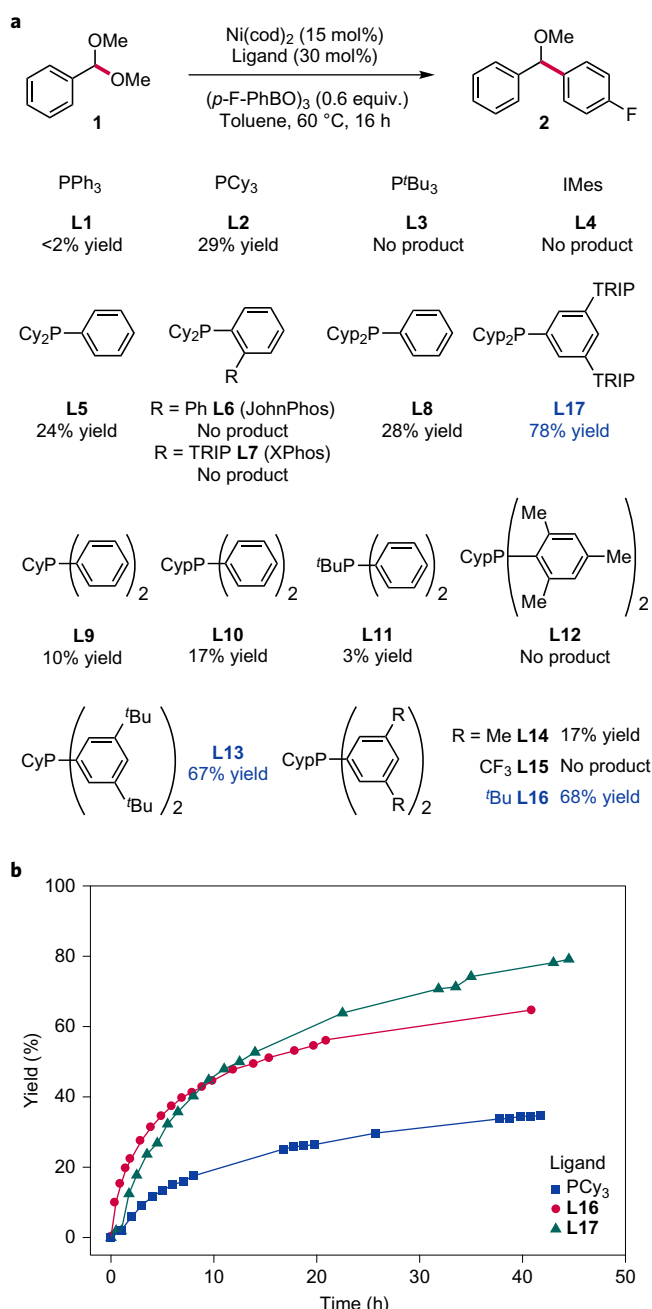 a
OMe
OMe
1
Ni(cod)2 (15 mol%)
Ligand (30 mol%)
(p-F-PhBO)3 (0.6 equiv.)
Toluene, 60 °C, 16 h
OMe
F
2
PPh3
L1
<2% yield
PCy3
L2
29% yield
PtBu3
L3
No product
IMes
L4
No product
Cy2P
L5
24% yield
Cy2P
R
R = Ph L6 (JohnPhos)
No product
R = TRIP L7 (XPhos)
No product
Cyp2P
L8
28% yield
Cyp2P
TRIP
TRIP
L17
78% yield
CyP
2
L9
10% yield
CypP
2
L10
17% yield
tBuP
2
L11
3% yield
CypP
Me
Me
Me
2
L12
No product
CyP
tBu
tBu
2
L13
67% yield
CypP
R
R
2
R = Me L14 17% yield
CF3 L15 No product
tBu L16 68% yield
b
Yield (%)
100
80
60
40
20
0
0 10 20 30 40 50
Time (h)
Ligand
PCy3
L16
L17